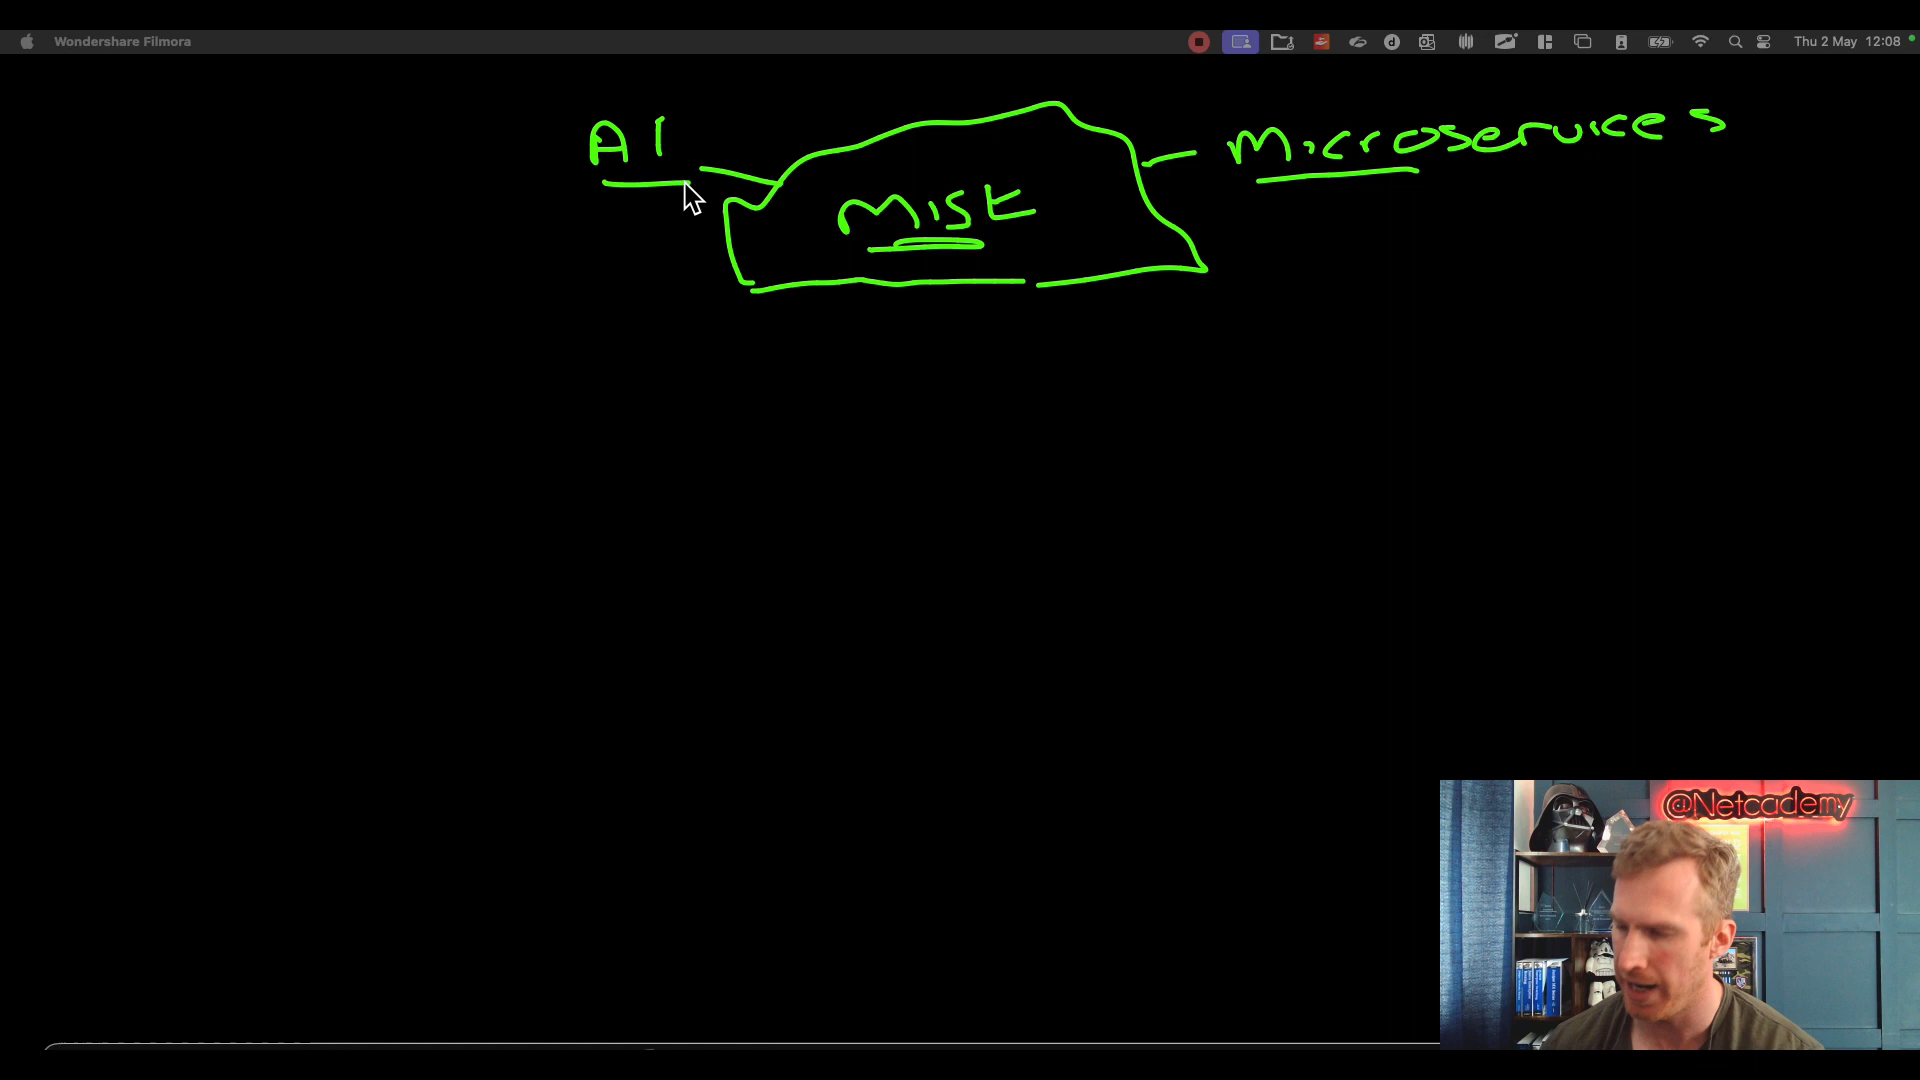 Wondershare Filmora
Thu 2 May 12:08
AI
Microservices
Mist
@Netcademy